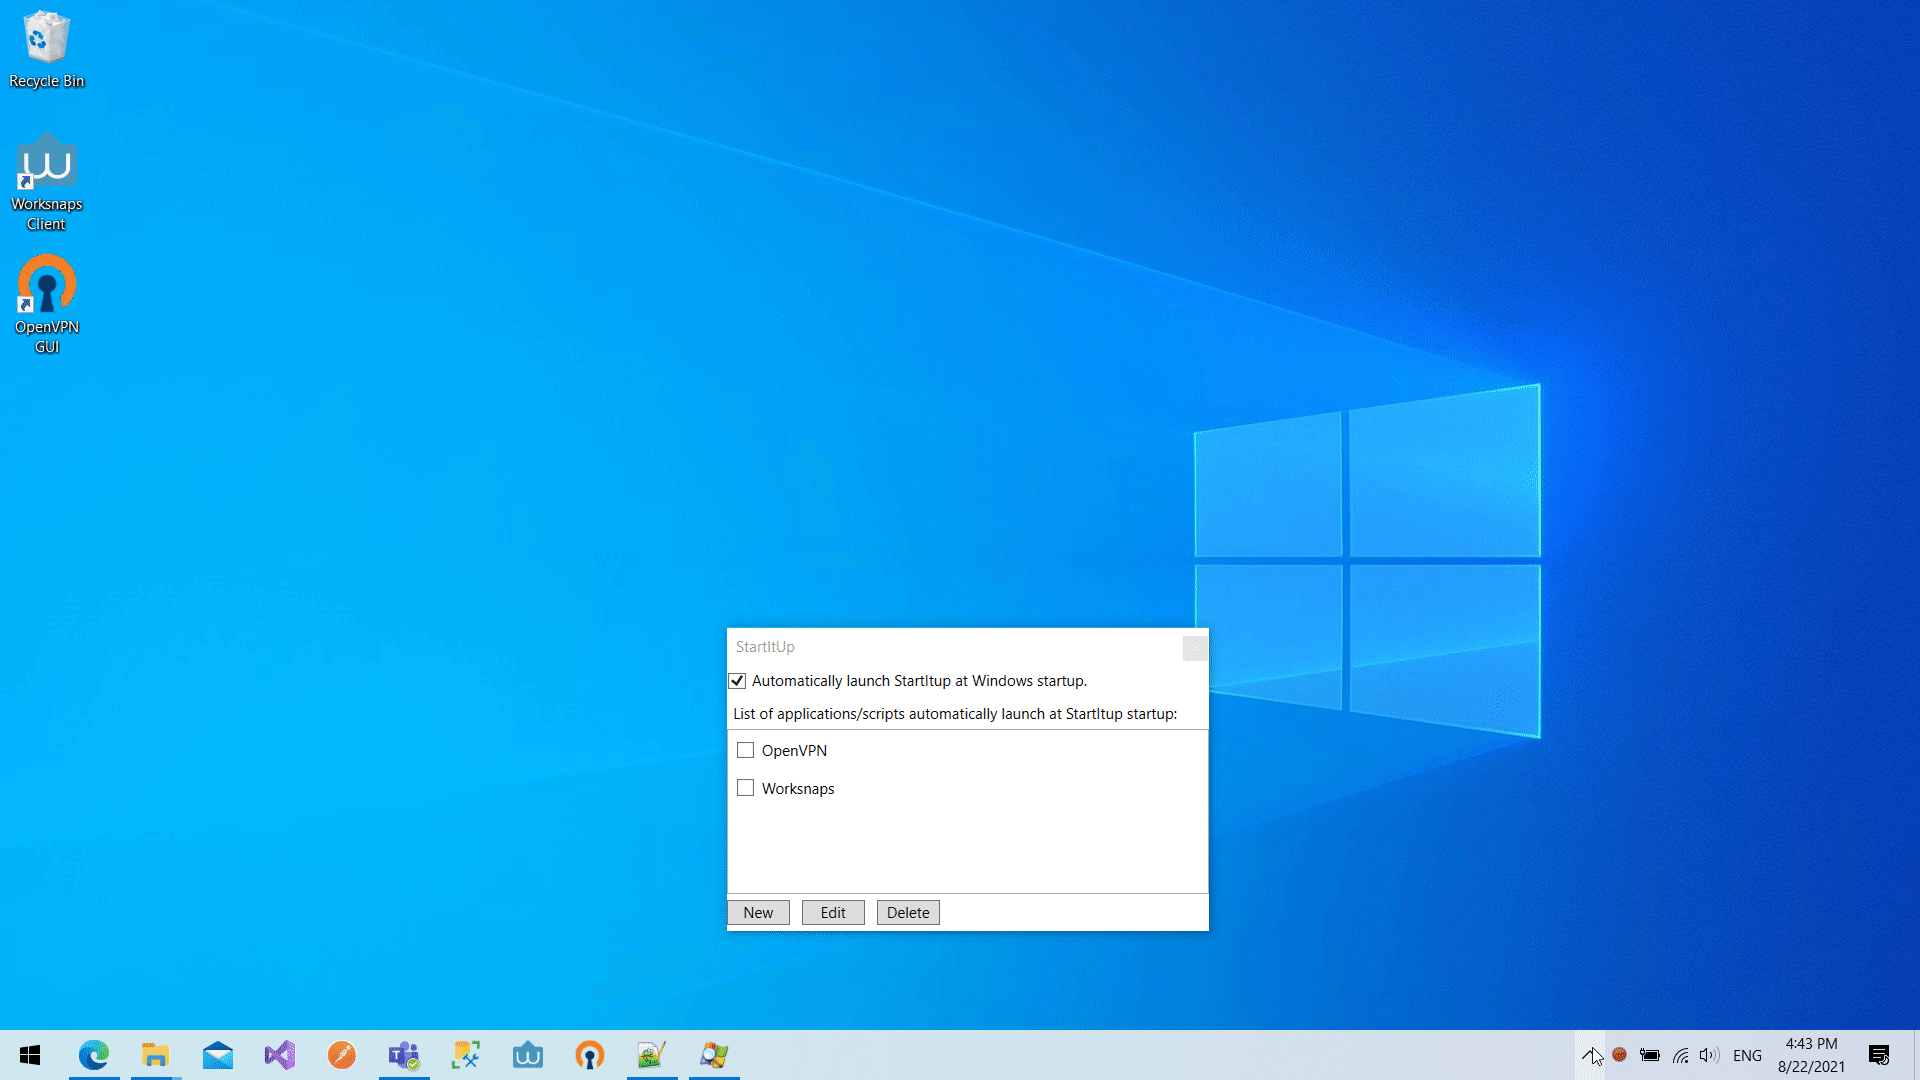 Recycle Bin
Worksnaps
Client
OpenVPN
GUI
StartItUp
Automatically launch StartItup at Windows startup.
List of applications/scripts automatically launch at StartItup startup:
OpenVPN
Worksnaps
New Edit Delete
ENG
4:43 PM
8/22/2021